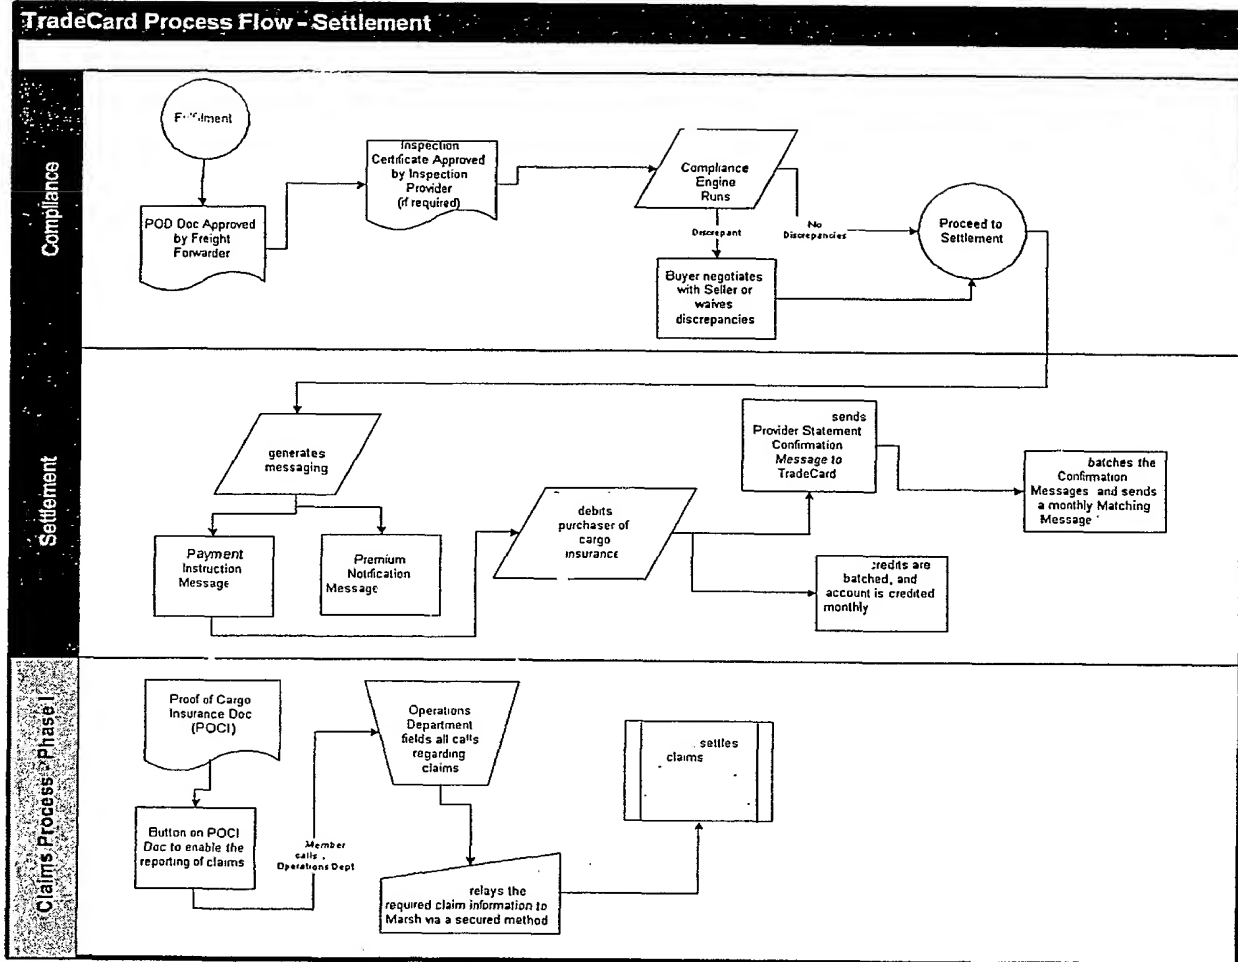 TradeCard Process Flow - Settlement
Compliance
Fulfilment
POD Doc Approved
by Freight
Forwarder
Inspection
Certificate Approved
by Inspection
Provider
(if required)
Compliance
Engine
Runs
Discrepant
No
Discrepancies
Buyer negotiates
with Seller or
waives
discrepancies
Proceed to
Settlement
Settlement
generates
messaging
Payment
Instruction
Message
Premium
Notification
Message
debits
purchaser of
cargo
insurance
sends
Provider Statement
Confirmation
Message to
TradeCard
batches the
Confirmation
Messages and sends
a monthly Matching
Message
credits are
batched, and
account is credited
monthly
Claims Process - Phase I
Proof of Cargo
Insurance Doc
(POCI)
Button on POCI
Doc to enable the
reporting of claims
Member
calls
Operations Dept
Operations
Department
fields all calls
regarding
claims
relays the
required claim information to
Marsh via a secured method
settles
claims